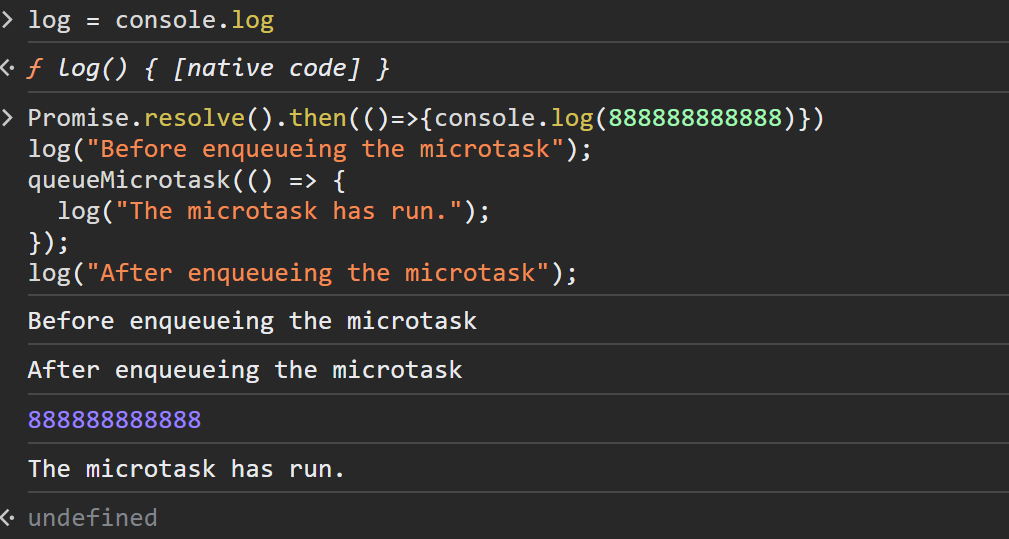 > log = console.log
<· ƒ log() { [native code] }
> Promise.resolve().then(()=>{console.log(888888888888)})
log("Before enqueueing the microtask");
queueMicrotask(() => {
  log("The microtask has run.");
});
log("After enqueueing the microtask");
Before enqueueing the microtask
After enqueueing the microtask
888888888888
The microtask has run.
<· undefined